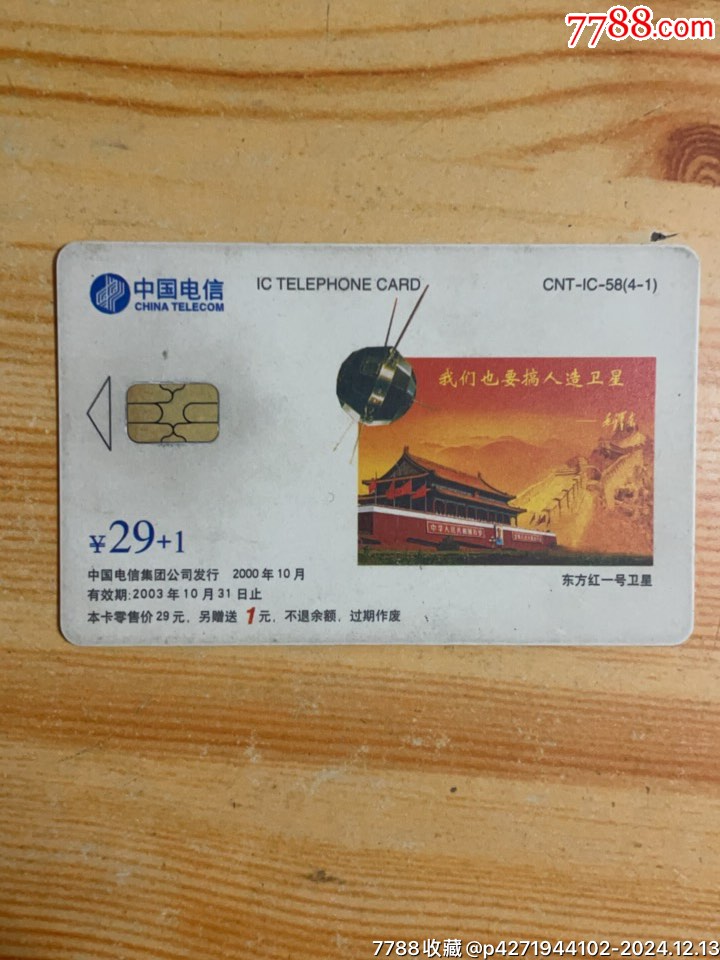 7788.com
中国电信
CHINA TELECOM
IC TELEPHONE CARD
CNT-IC-58(4-1)
我们也要搞人造卫星
¥29+1
中国电信集团公司发行 2000年10月
有效期:2003年10月31日止
本卡零售价29元, 另赠送 1元, 不退余额, 过期作废
东方红一号卫星
7788收藏@p4271944102-2024.12.13